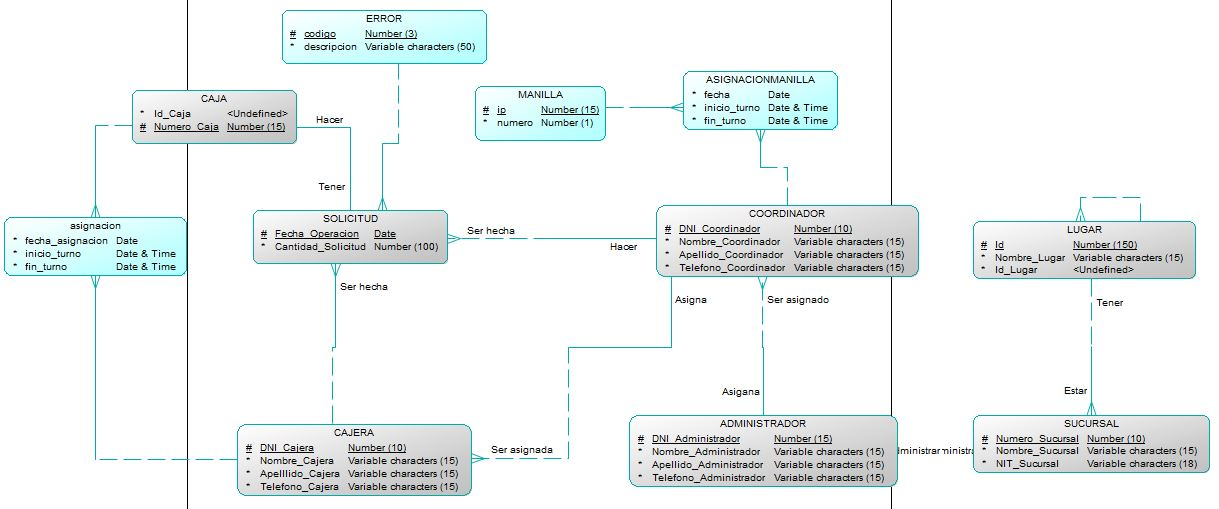 ERROR
# codigo Number (3)
* descripcion Variable characters (50)
CAJA
* Id_Caja <Undefined>
# Numero_Caja Number (15)
Hacer
MANILLA
# ip Number (15)
* numero Number (1)
ASIGNACIONMANILLA
* fecha Date
* inicio_turno Date & Time
* fin_turno Date & Time
Tener
asignacion
* fecha_asignacion Date
* inicio_turno Date & Time
* fin_turno Date & Time
SOLICITUD
# Fecha_Operacion Date
* Cantidad_Solicitud Number (100)
Ser hecha
Hacer
COORDINADOR
# DNI_Coordinador Number (10)
* Nombre_Coordinador Variable characters (15)
* Apellido_Coordinador Variable characters (15)
* Telefono_Coordinador Variable characters (15)
LUGAR
# Id Number (150)
* Nombre_Lugar Variable characters (15)
* Id_Lugar <Undefined>
Ser hecha
Asigna
Ser asignado
Tener
Asigana
Estar
CAJERA
# DNI_Cajera Number (10)
* Nombre_Cajera Variable characters (15)
* Apelllido_Cajera Variable characters (15)
* Telefono_Cajera Variable characters (15)
Ser asignada
ADMINISTRADOR
# DNI_Administrador Number (15)
* Nombre_Administrador Variable characters (15)
* Apellido_Administrador Variable characters (15)
* Telefono_Administrador Variable characters (15)
SUCURSAL
# Numero_Sucursal Number (10)
* Nombre_Sucursal Variable characters (15)
* NIT_Sucursal Variable characters (18)